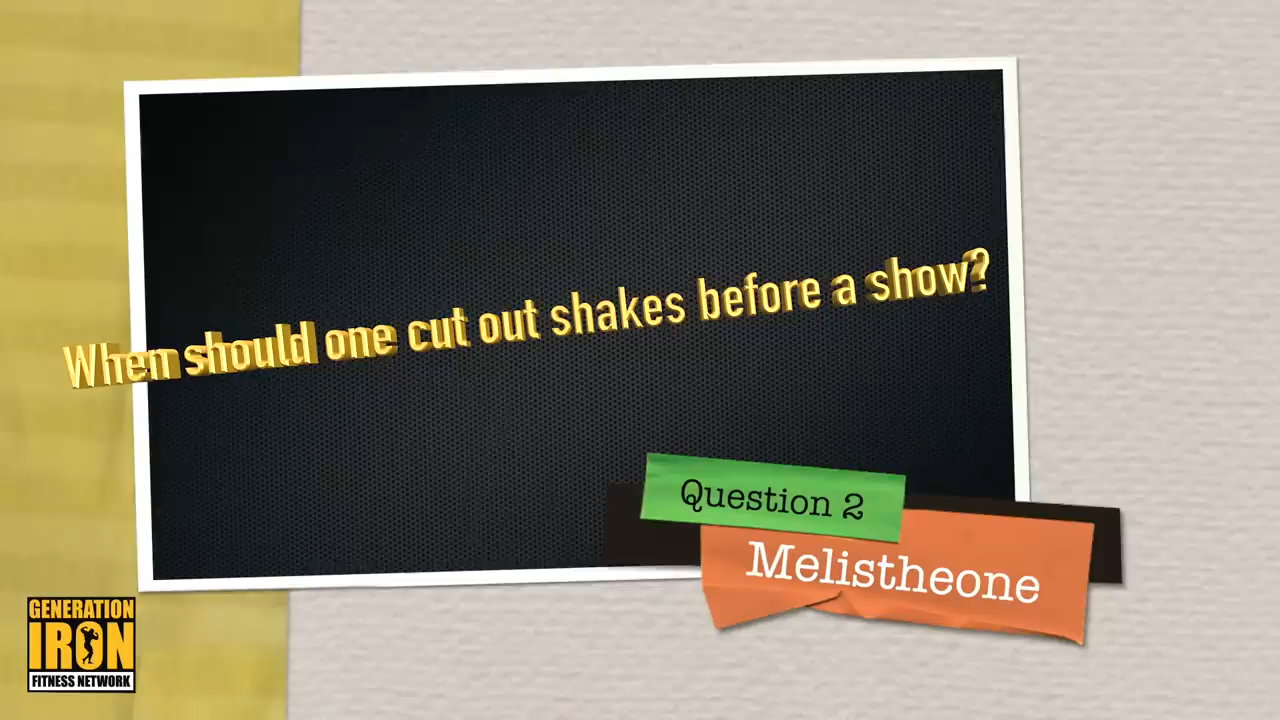 When should one cut out shakes before a show?
Question 2
Melistheone
GENERATION
IRON
FITNESS NETWORK